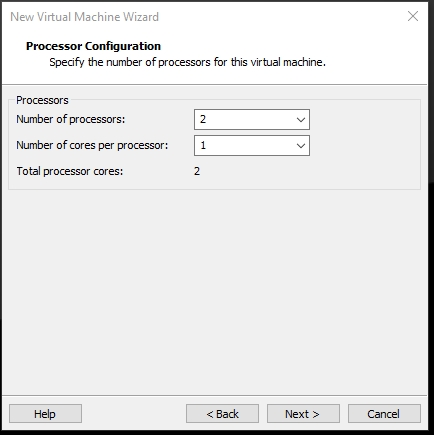 New Virtual Machine Wizard
Processor Configuration
Specify the number of processors for this virtual machine.
Processors
Number of processors: 2
Number of cores per processor: 1
Total processor cores: 2
Help < Back Next > Cancel